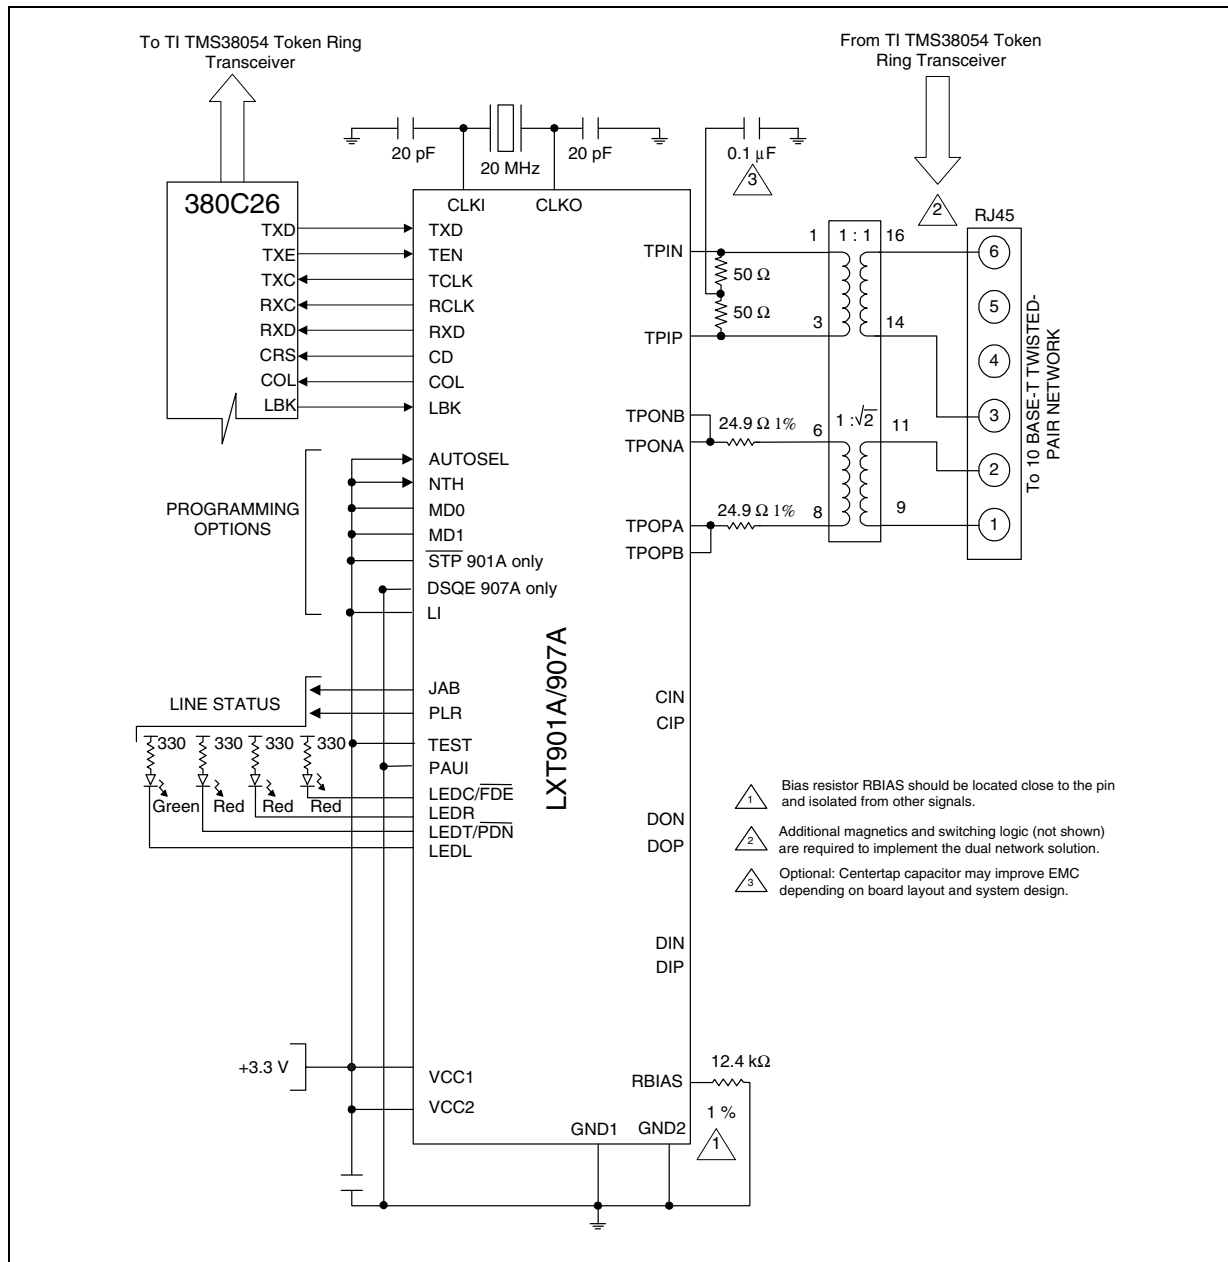 To TI TMS38054 Token Ring
Transceiver
From TI TMS38054 Token
Ring Transceiver
20 pF
20 MHz
20 pF
0.1 µF
3
2
380C26
TXD
TXE
TXC
RXC
RXD
CRS
COL
LBK
CLKI
CLKO
TXD
TEN
TCLK
RCLK
RXD
CD
COL
LBK
PROGRAMMING
OPTIONS
AUTOSEL
NTH
MD0
MD1
STP 901A only
DSQE 907A only
LI
LINE STATUS
JAB
PLR
330
330
330
330
Green
Red
Red
Red
TEST
PAUI
LEDC/FDE
LEDR
LEDT/PDN
LEDL
+3.3 V
VCC1
VCC2
LXT901A/907A
TPIN
50 Ω
50 Ω
TPIP
TPONB
TPONA
24.9 Ω 1%
TPOPA
24.9 Ω 1%
TPOPB
1
1 : 1
16
3
14
6
1 : √2
11
8
9
RJ45
6
5
4
3
2
1
To 10 BASE-T TWISTED-
PAIR NETWORK
CIN
CIP
DON
DOP
DIN
DIP
1
Bias resistor RBIAS should be located close to the pin
and isolated from other signals.
2
Additional magnetics and switching logic (not shown)
are required to implement the dual network solution.
3
Optional: Centertap capacitor may improve EMC
depending on board layout and system design.
RBIAS
12.4 kΩ
1 %
1
GND1
GND2